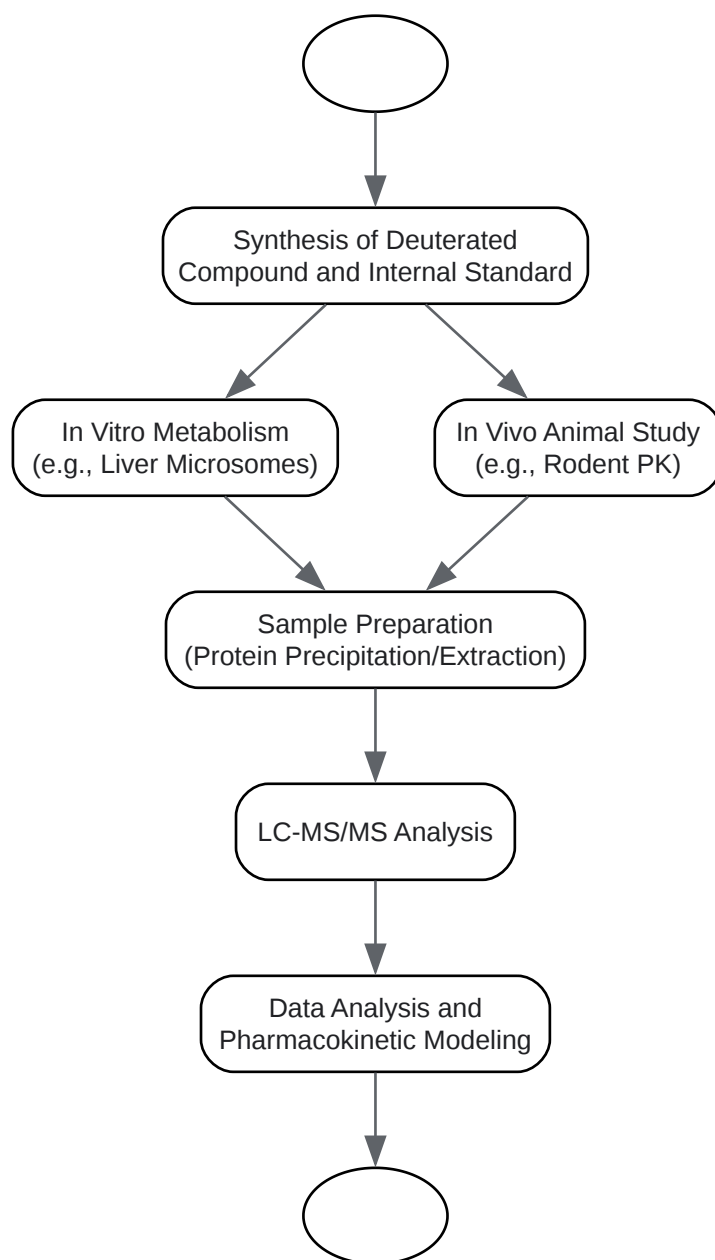 Synthesis of Deuterated
Compound and Internal Standard
In Vitro Metabolism
(e.g., Liver Microsomes)
In Vivo Animal Study
(e.g., Rodent PK)
Sample Preparation
(Protein Precipitation/Extraction)
LC-MS/MS Analysis
Data Analysis and
Pharmacokinetic Modeling